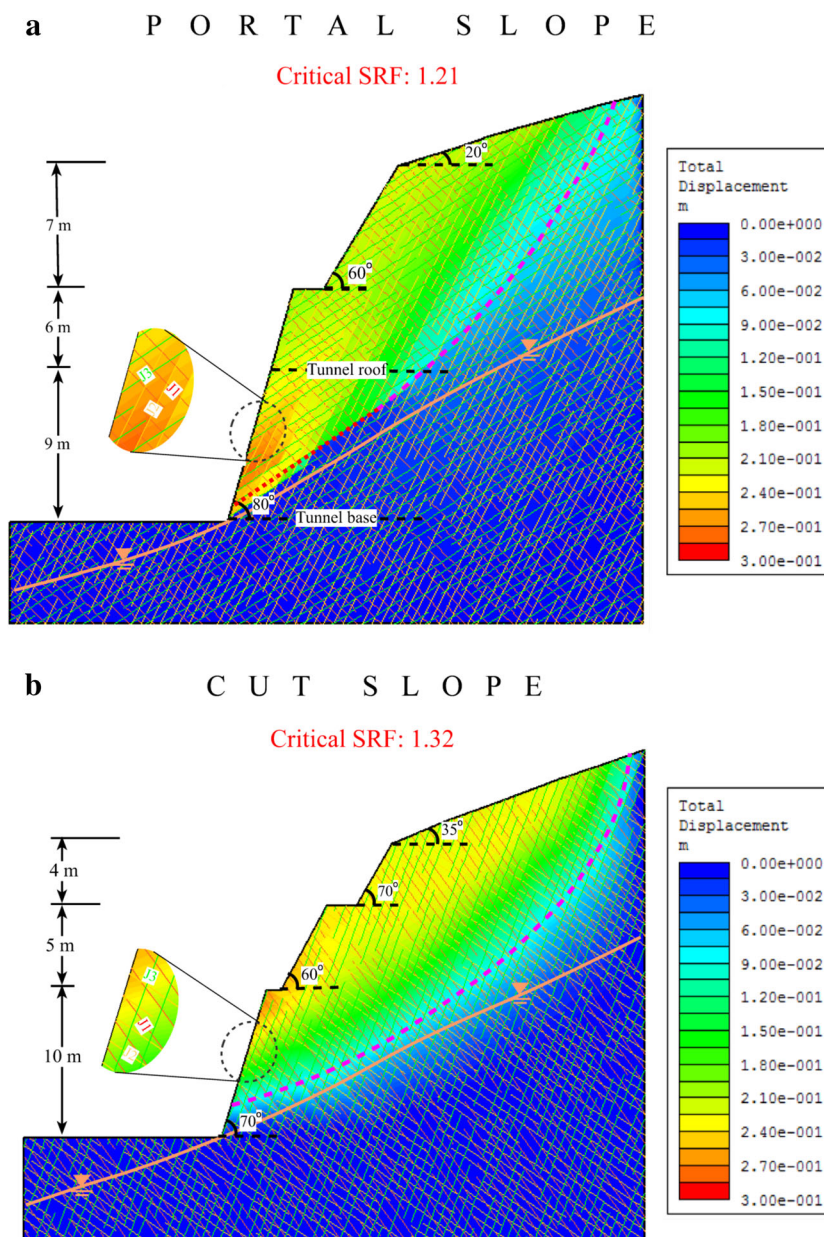 a
P O R T A L S L O P E
Critical SRF: 1.21
20°
7 m
60°
6 m
Tunnel roof
J3
J1
9 m
80°
Tunnel base
Total
Displacement
m
0.00e+000
3.00e-002
6.00e-002
9.00e-002
1.20e-001
1.50e-001
1.80e-001
2.10e-001
2.40e-001
2.70e-001
3.00e-001
b
C U T S L O P E
Critical SRF: 1.32
35°
4 m
70°
5 m
60°
J3
J1
10 m
70°
Total
Displacement
m
0.00e+000
3.00e-002
6.00e-002
9.00e-002
1.20e-001
1.50e-001
1.80e-001
2.10e-001
2.40e-001
2.70e-001
3.00e-001